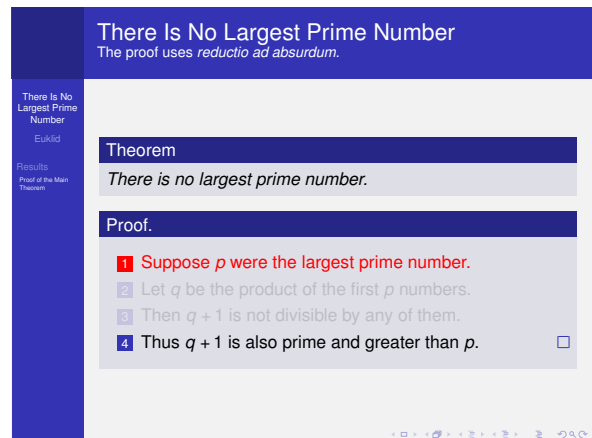 There Is No Largest Prime Number
The proof uses reductio ad absurdum.
There Is No
Largest Prime
Number
Euklid
Results
Proof of the Main
Theorem
Theorem
There is no largest prime number.
Proof.
1 Suppose p were the largest prime number.
2 Let q be the product of the first p numbers.
3 Then q + 1 is not divisible by any of them.
4 Thus q + 1 is also prime and greater than p.